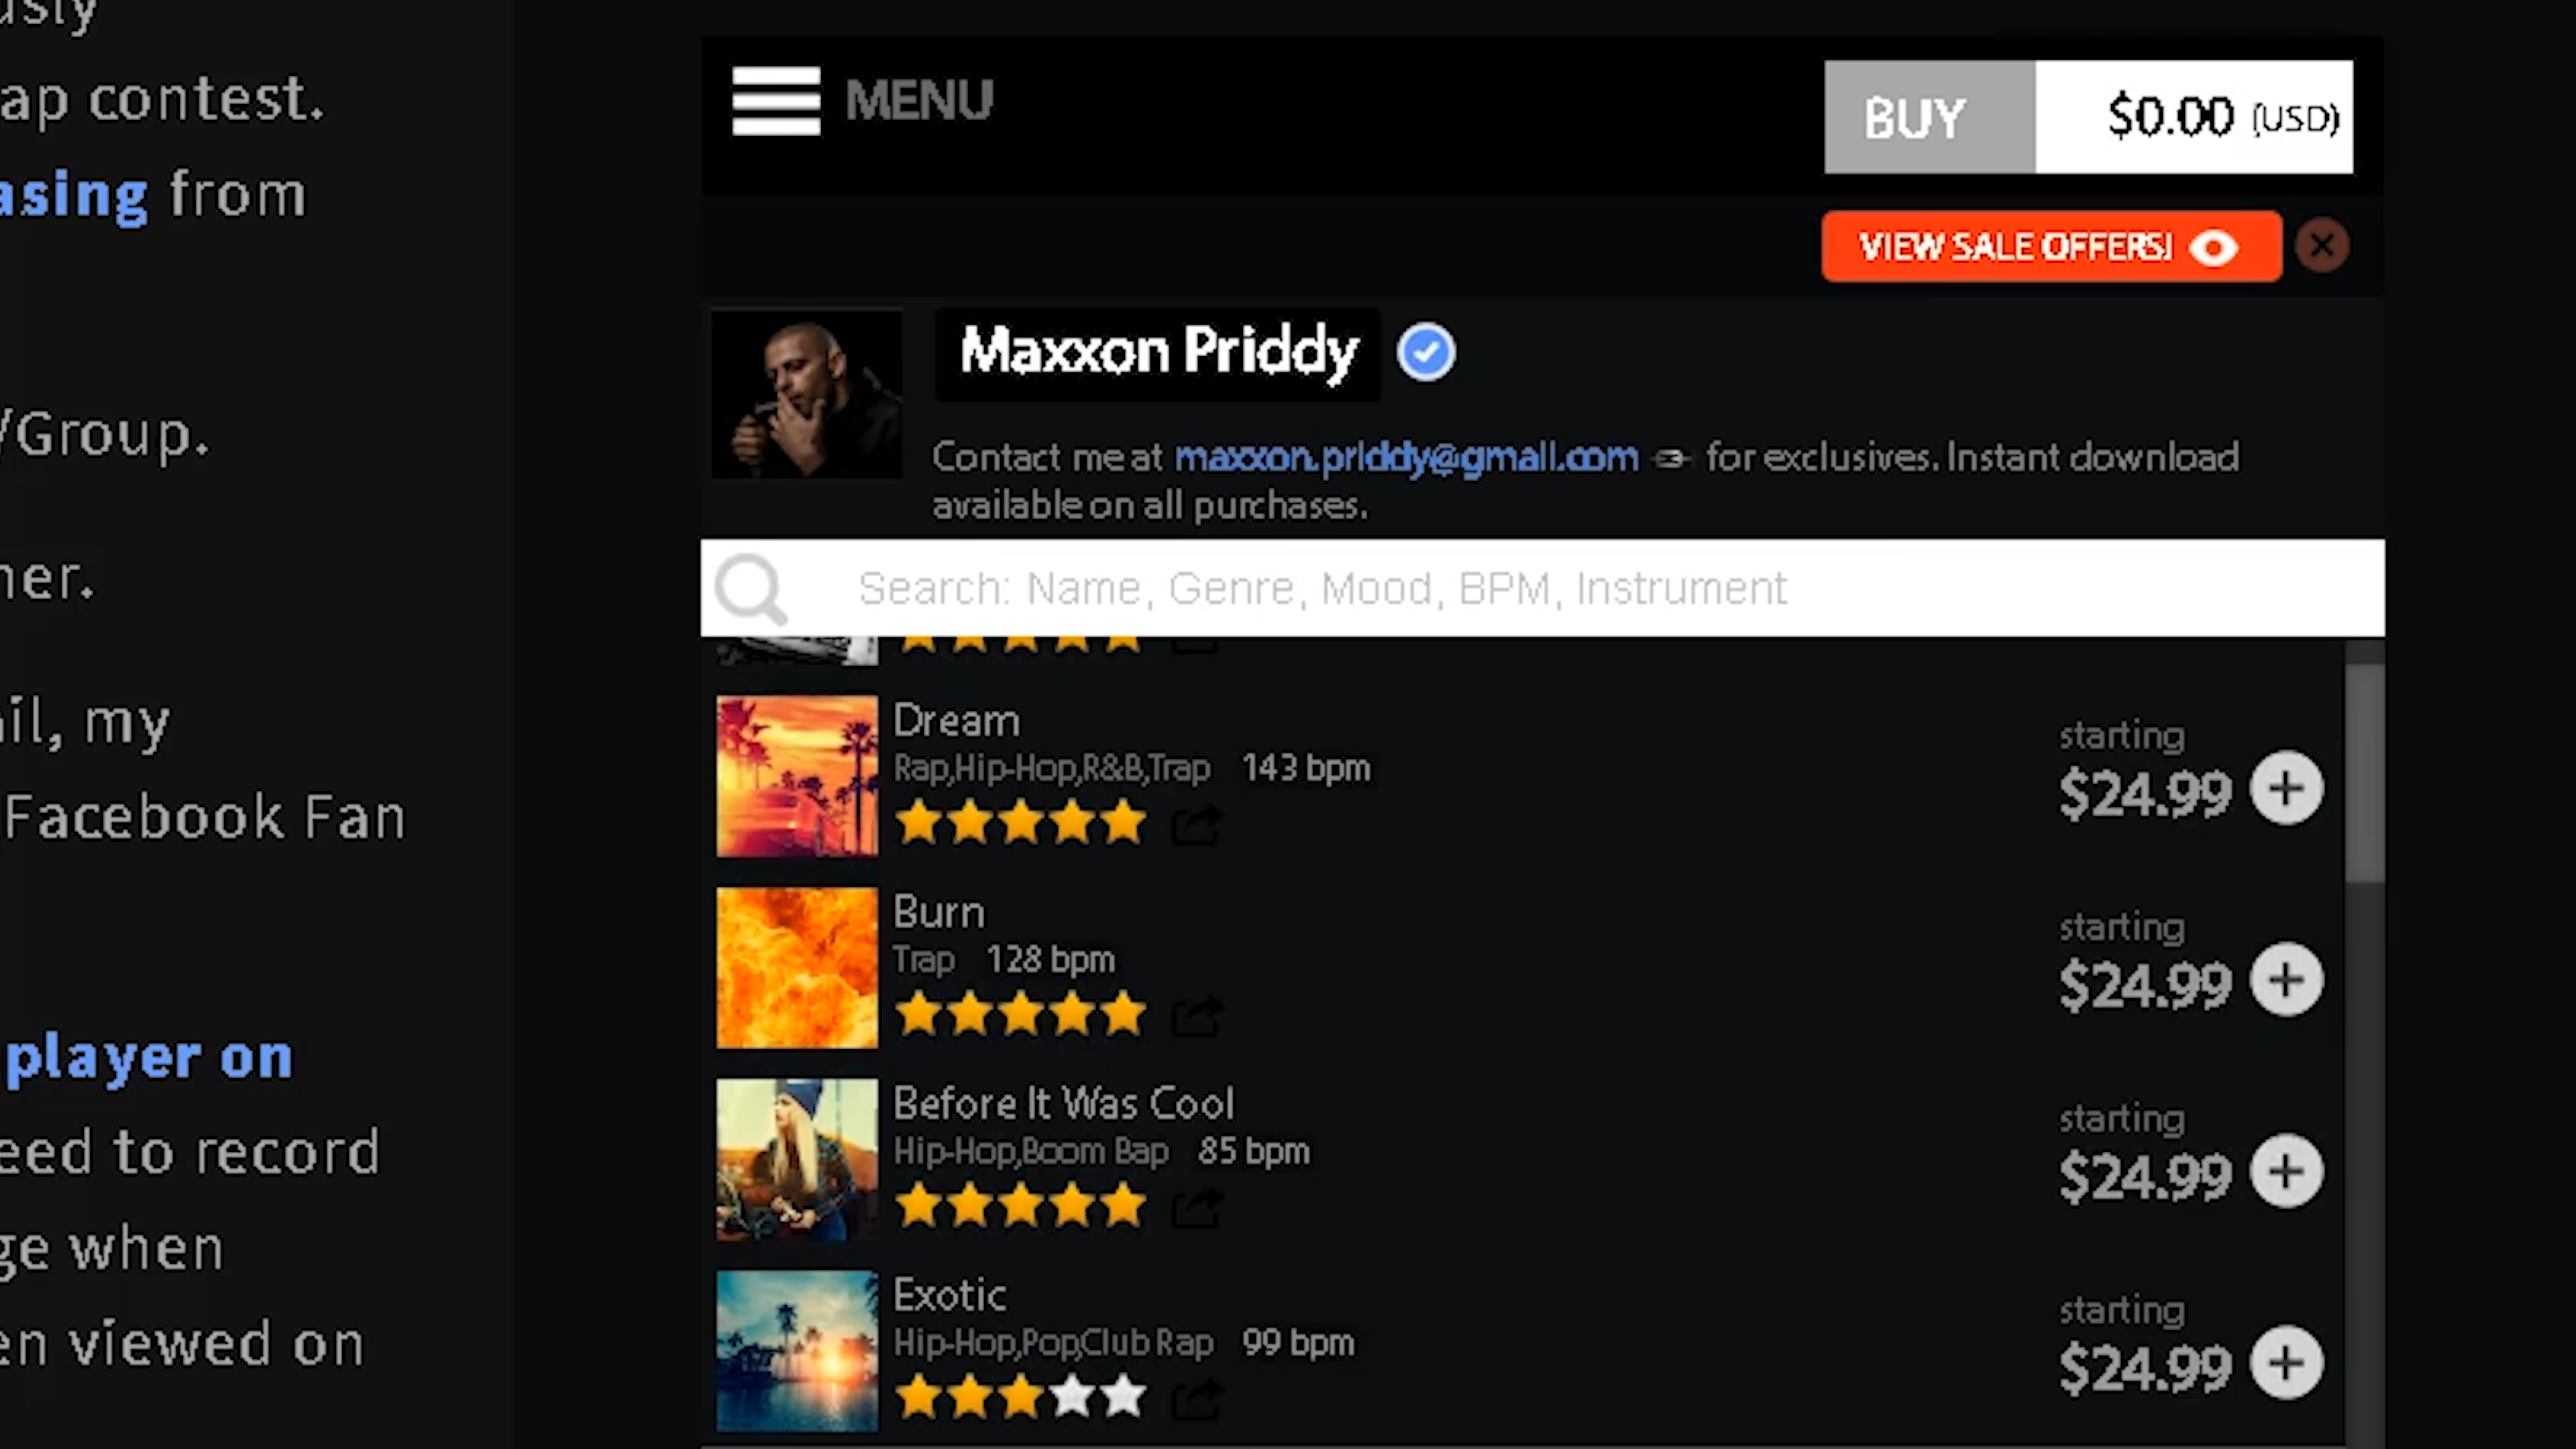 ap contest.
asing from
/Group.
ner.
ail, my
Facebook Fan
player on
eed to record
ge when
en viewed on
MENU
BUY $0.00 (USD)
VIEW SALE OFFERS!
Maxxon Priddy
Contact me at maxxon.priddy@gmail.com for exclusives. Instant download
available on all purchases.
Search: Name, Genre, Mood, BPM, Instrument
Dream
Rap,Hip-Hop,R&B,Trap 143 bpm
starting
$24.99
Burn
Trap 128 bpm
starting
$24.99
Before It Was Cool
Hip-Hop,Boom Bap 85 bpm
starting
$24.99
Exotic
Hip-Hop,Pop,Club Rap 99 bpm
starting
$24.99